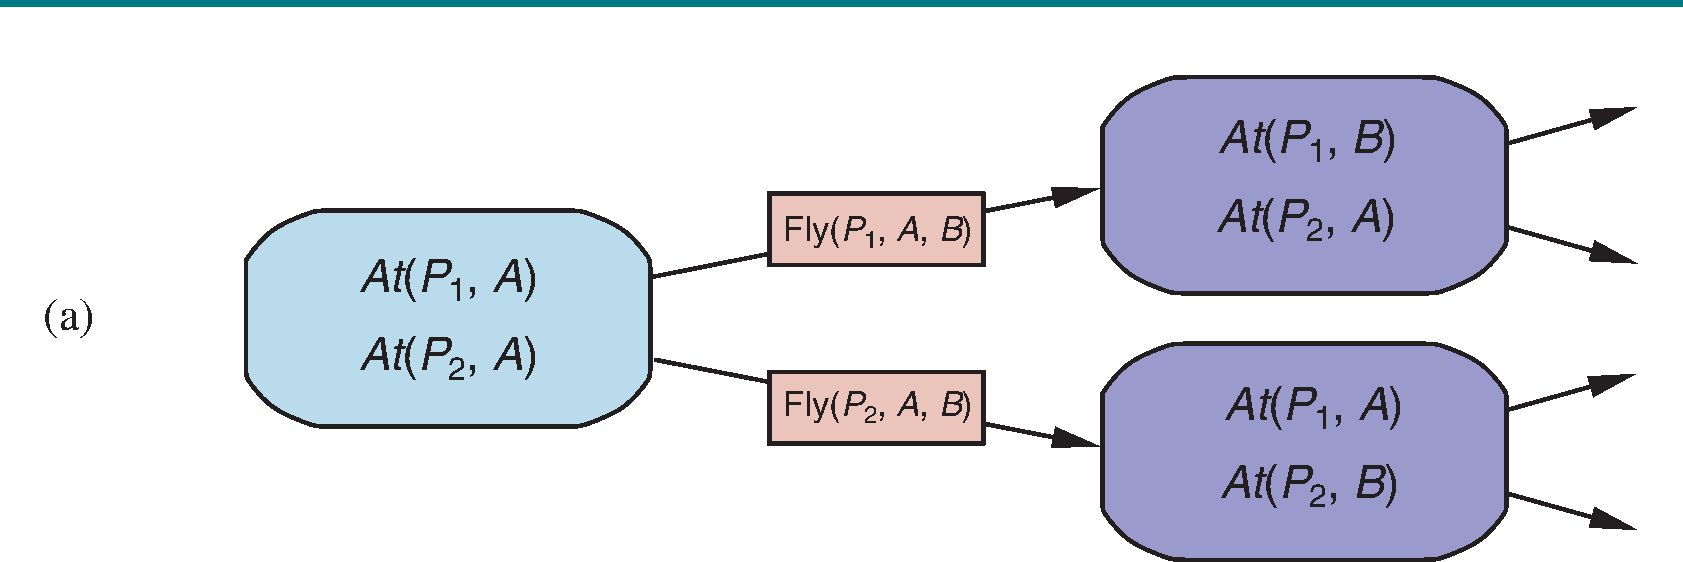 (a)
At(P₁, A)
At(P₂, A)
Fly(P₁, A, B)
Fly(P₂, A, B)
At(P₁, B)
At(P₂, A)
At(P₁, A)
At(P₂, B)